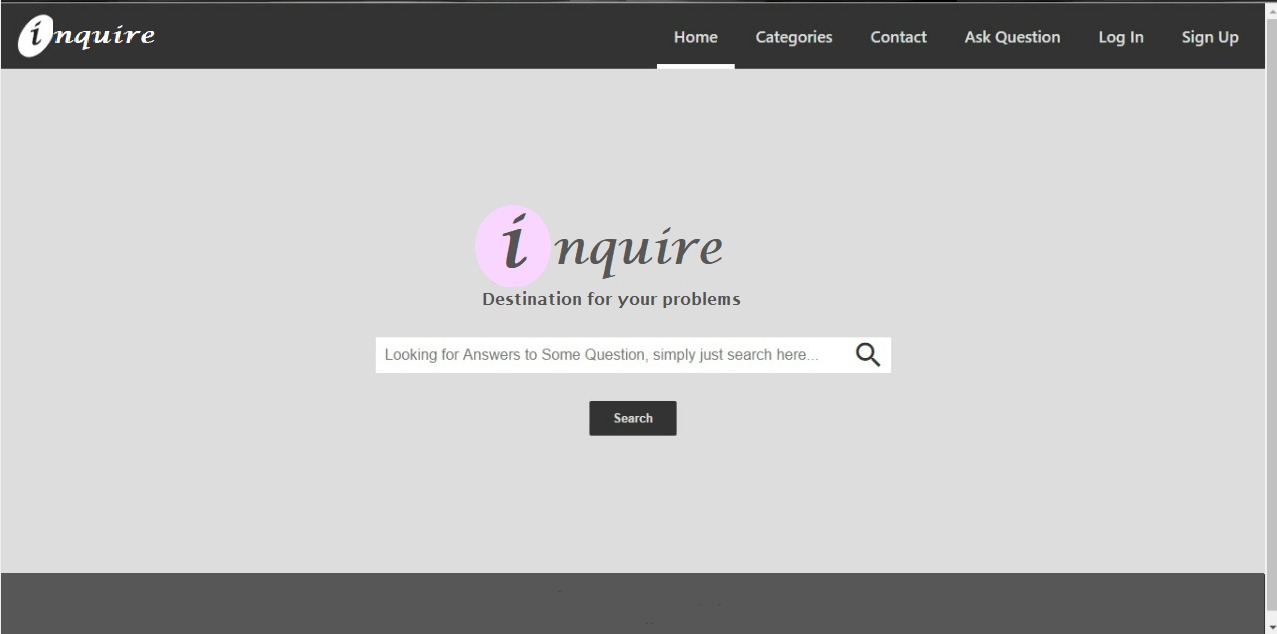 inquire
Home Categories Contact Ask Question Log In Sign Up
inquire
Destination for your problems
Looking for Answers to Some Question, simply just search here...
Search